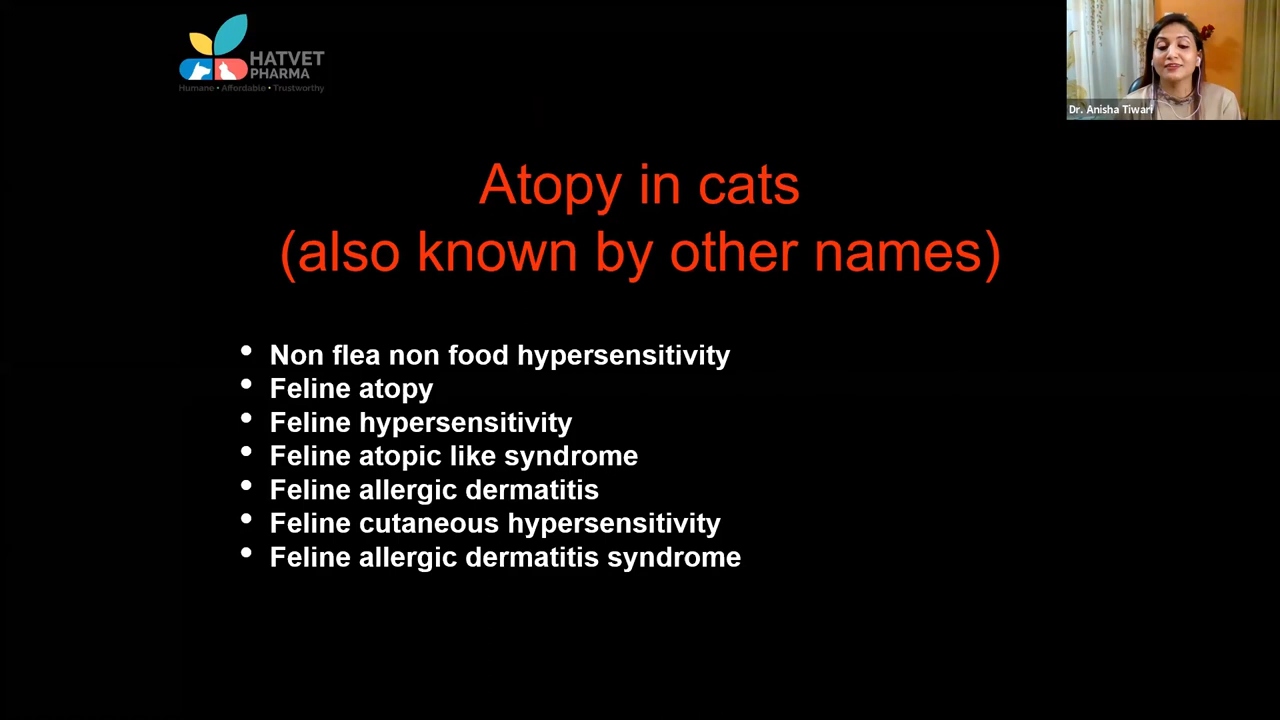 HATVET
PHARMA
Humane • Affordable • Trustworthy
Dr. Anisha Tiwari
Atopy in cats
(also known by other names)
• Non flea non food hypersensitivity
• Feline atopy
• Feline hypersensitivity
• Feline atopic like syndrome
• Feline allergic dermatitis
• Feline cutaneous hypersensitivity
• Feline allergic dermatitis syndrome